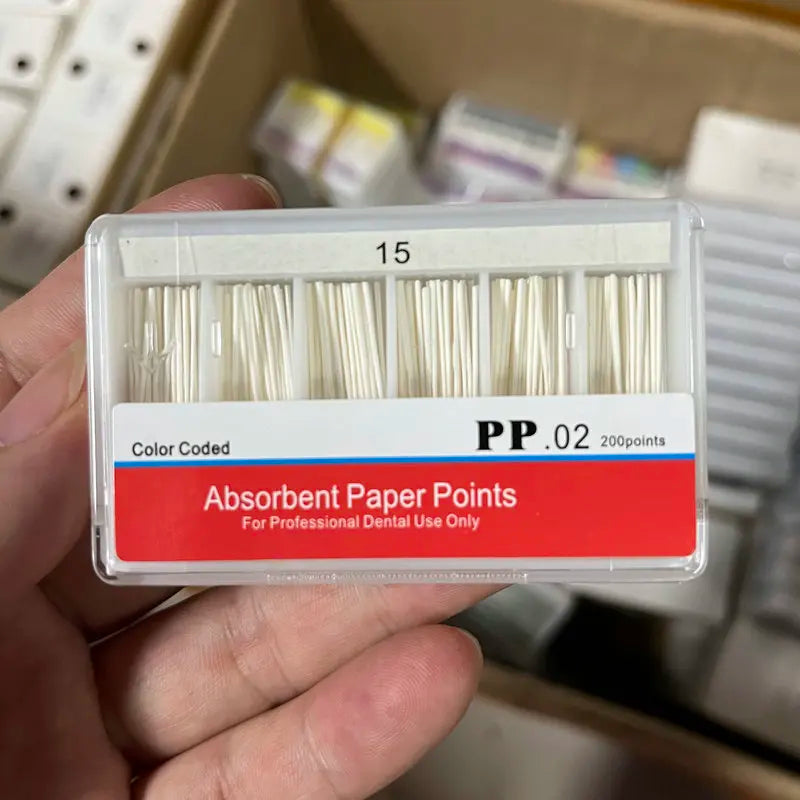 15
Color Coded
PP .02 200points
Absorbent Paper Points
For Professional Dental Use Only